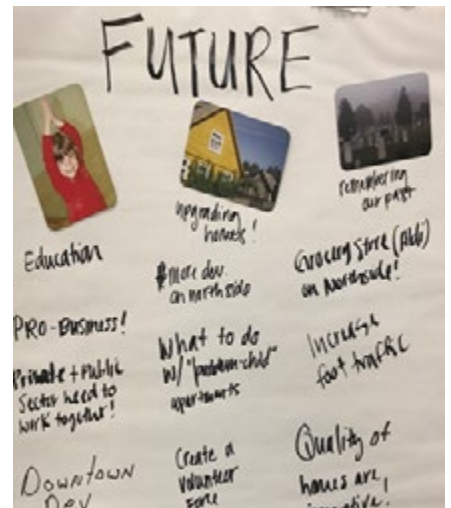 FUTURE
Education
PRO-BUSINESS!
Private + Public
Sector need to
work together!
DOWNTOWN
Dev
upgrading
homes!
$ More dev.
on northside
What to do
w/ "problem-child"
apartments
Create a
volunteer
force
remembering
our past
Grocery Store
on Northside!
Increase
foot traffic
Quality of
homes are